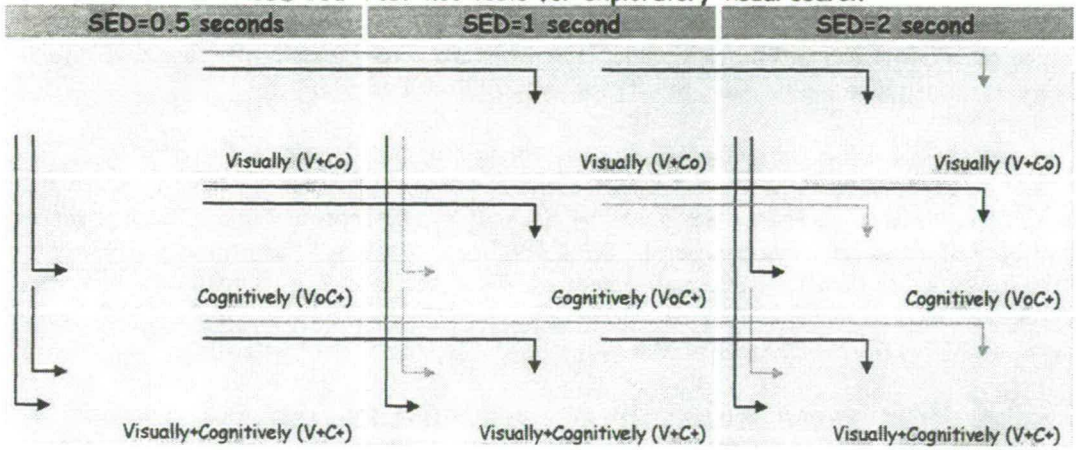 SED=0.5 seconds SED=1 second SED=2 second
Visually (V+Co) Visually (V+Co) Visually (V+Co)
Cognitively (VoC+) Cognitively (VoC+) Cognitively (VoC+)
Visually+Cognitively (V+C+) Visually+Cognitively (V+C+) Visually+Cognitively (V+C+)